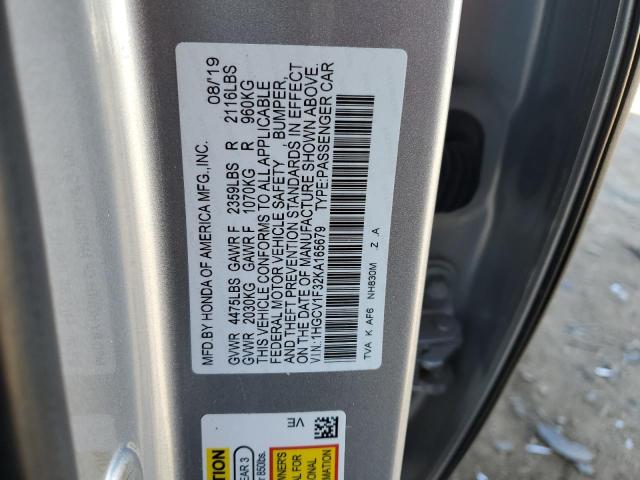 MFD BY HONDA OF AMERICA MFG.,INC. 08/'19
GVWR 4475LBS GAWR F 2359LBS R 2116LBS
GVWR 2030KG GAWR F 1070KG R 960KG
THIS VEHICLE CONFORMS TO ALL APPLICABLE
FEDERAL MOTOR VEHICLE SAFETY , BUMPER,
AND THEFT PREVENTION STANDARDS IN EFFECT
ON THE DATE OF MANUFACTURE SHOWN ABOVE.
V.I.N.:1HGCV1F32KA165679 TYPE:PASSENGER CAR
TVA K AF6 NH830M Z A
VE